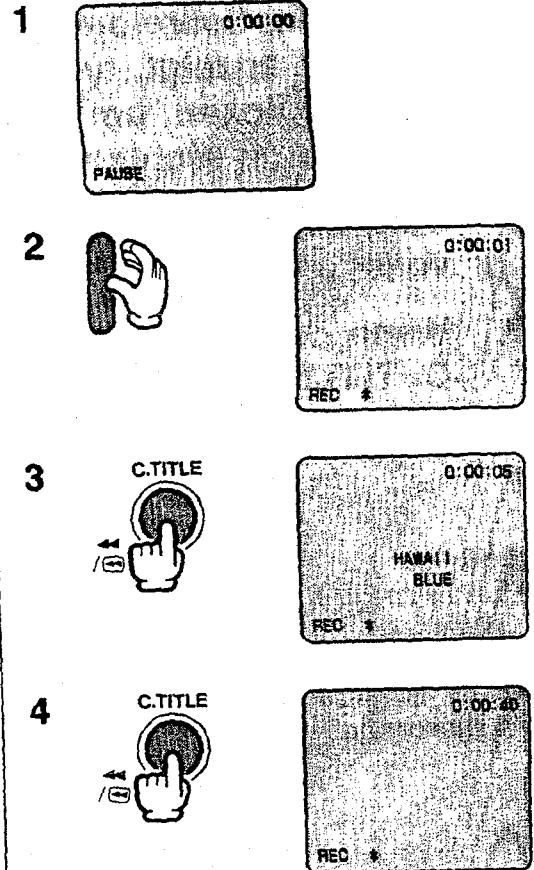 1
0:00:00
PAUSE
2
0:00:01
REC *
3
C.TITLE
0:00:05
HAWAII
BLUE
REC *
4
C.TITLE
0:00:40
REC *